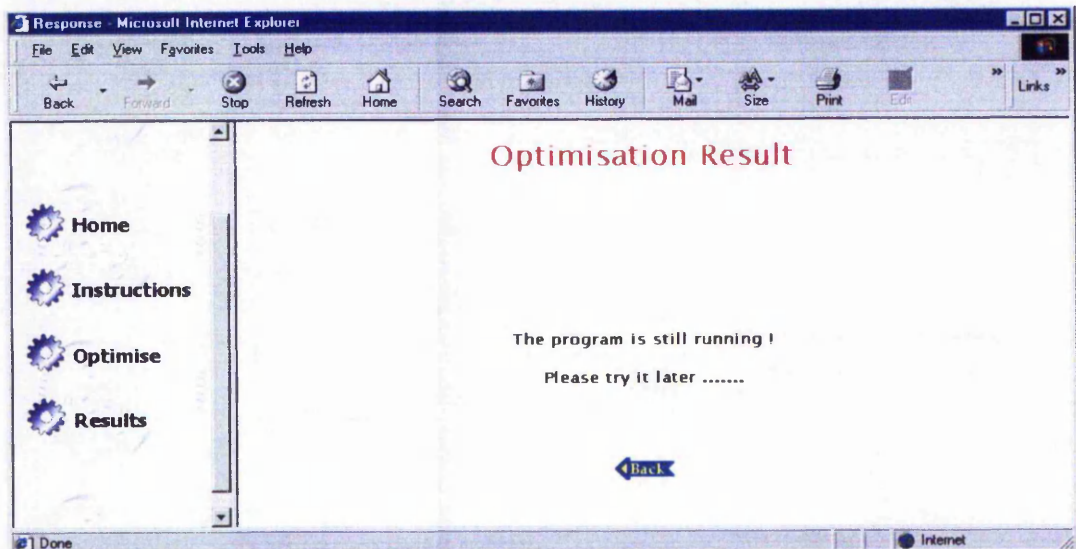 Response - Microsoft Internet Explorer
File Edit View Favorites Tools Help
Back Forward Stop Refresh Home Search Favorites History Mail Size Print Edit » Links »
Optimisation Result
Home
Instructions
Optimise
Results
The program is still running !
Please try it later .......
Back
Done Internet